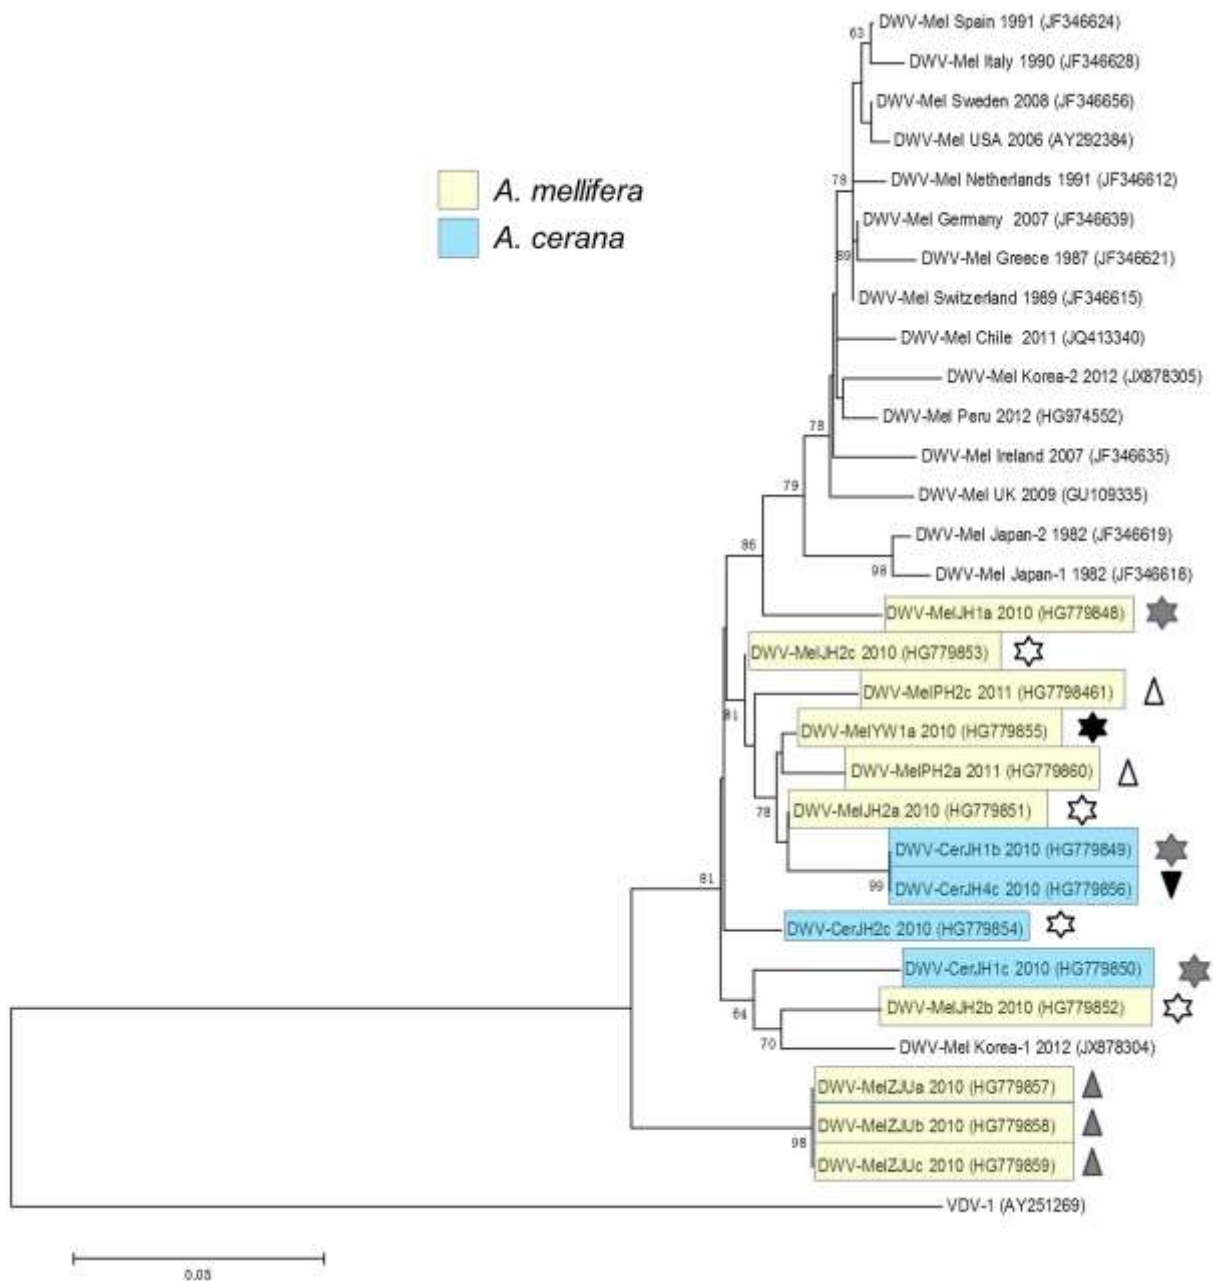 63
DWV-Mel Spain 1991 (JF346624)
DWV-Mel Italy 1990 (JF346628)
DWV-Mel Sweden 2008 (JF346656)
DWV-Mel USA 2006 (AY292384)
A. mellifera
78
DWV-Mel Netherlands 1991 (JF346612)
DWV-Mel Germany 2007 (JF346639)
A. cerana
89
DWV-Mel Greece 1987 (JF346621)
DWV-Mel Switzerland 1989 (JF346615)
DWV-Mel Chile 2011 (JQ413340)
DWV-Mel Korea-2 2012 (JX878305)
DWV-Mel Peru 2012 (HG974552)
78
DWV-Mel Ireland 2007 (JF346635)
79
DWV-Mel UK 2009 (GU109335)
DWV-Mel Japan-2 1982 (JF346619)
86
98
DWV-Mel Japan-1 1982 (JF346618)
DWV-MelJH1a 2010 (HG779848)
DWV-MelJH2c 2010 (HG779853)
DWV-MelPH2c 2011 (HG7798461)
81
DWV-MelYW1a 2010 (HG779855)
DWV-MelPH2a 2011 (HG779860)
78
DWV-MelJH2a 2010 (HG779851)
DWV-CerJH1b 2010 (HG779849)
81
99
DWV-CerJH4c 2010 (HG779856)
DWV-CerJH2c 2010 (HG779854)
DWV-CerJH1c 2010 (HG779850)
64
DWV-MelJH2b 2010 (HG779852)
70
DWV-Mel Korea-1 2012 (JX878304)
DWV-MelZJUa 2010 (HG779857)
DWV-MelZJUb 2010 (HG779858)
98
DWV-MelZJUc 2010 (HG779859)
VDV-1 (AY251269)
0.05